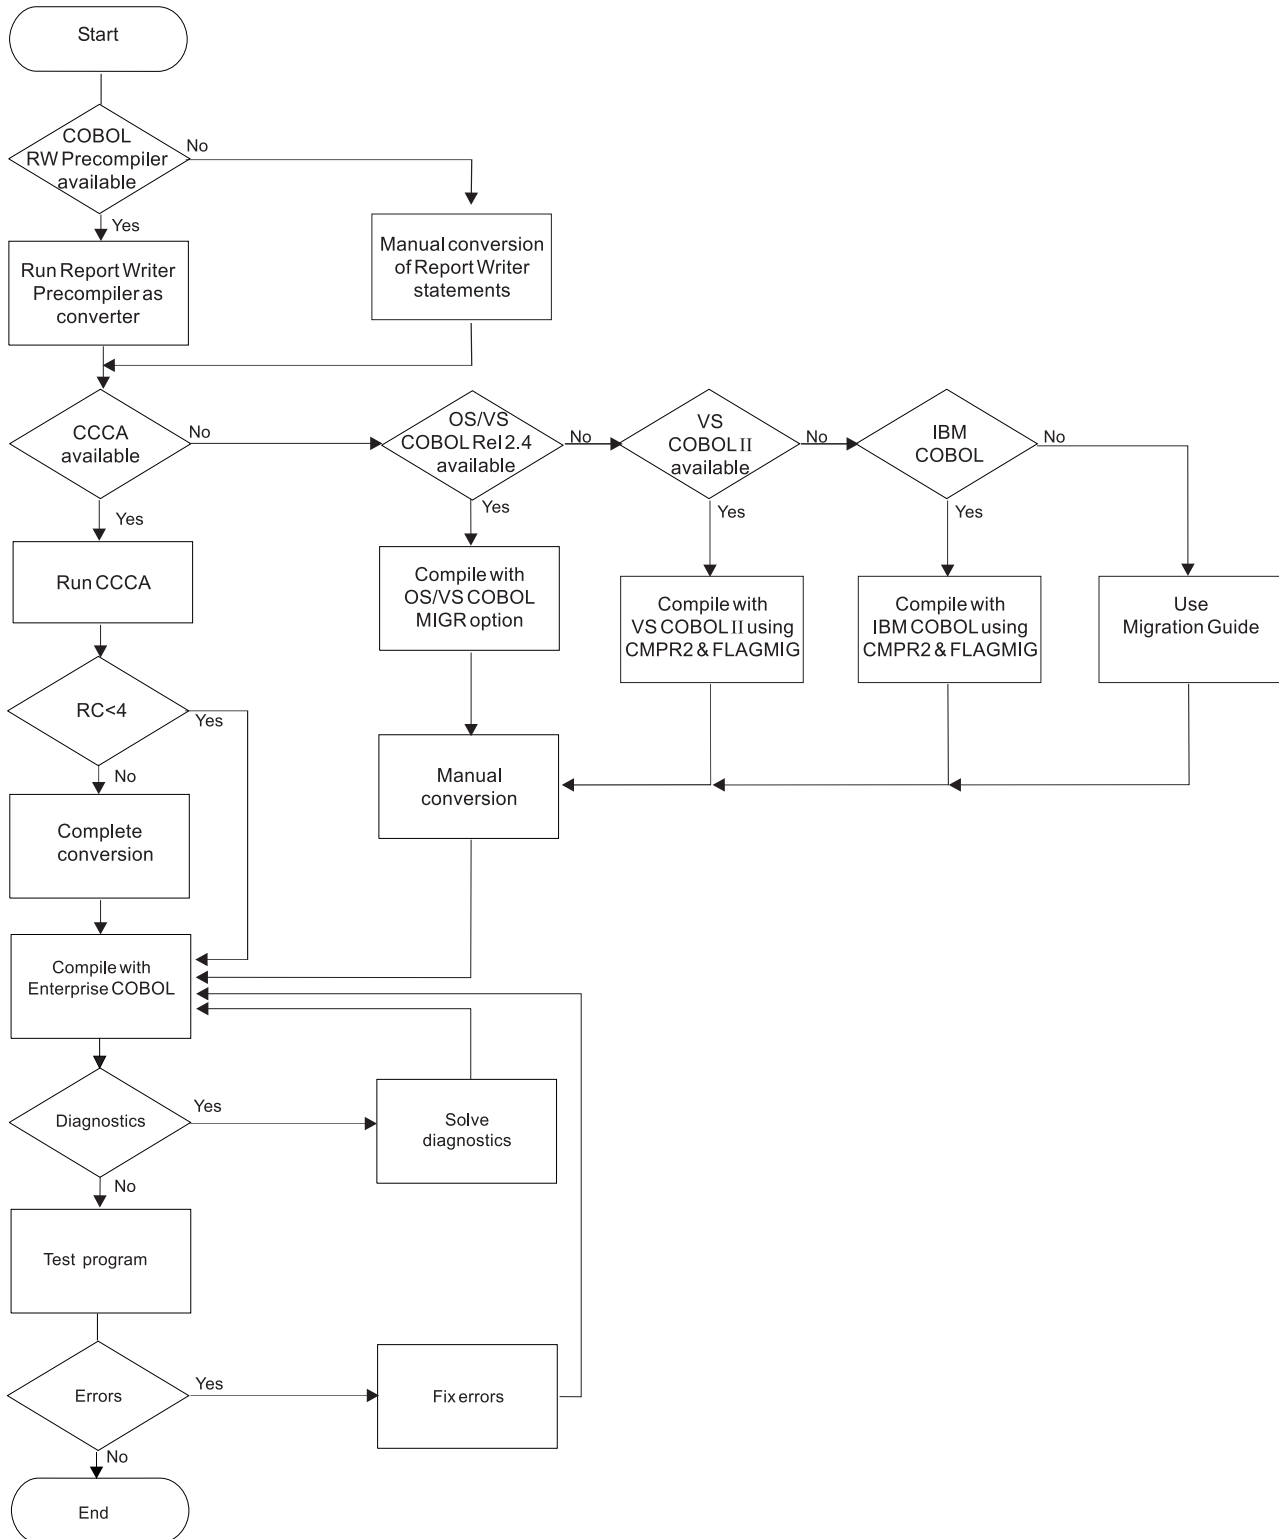 Start
COBOL
RW Precompiler
available
No
Yes
Run Report Writer
Precompiler as
converter
Manual conversion
of Report Writer
statements
CCCA
available
No
OS/VS
COBOL Rel 2.4
available
No
VS
COBOL II
available
No
IBM
COBOL
No
Yes
Yes
Yes
Yes
Run CCCA
Compile with
OS/VS COBOL
MIGR option
Compile with
VS COBOL II using
CMPR2 & FLAGMIG
Compile with
IBM COBOL using
CMPR2 & FLAGMIG
Use
Migration Guide
RC<4
Yes
No
Manual
conversion
Complete
conversion
Compile with
Enterprise COBOL
Diagnostics
Yes
Solve
diagnostics
No
Test program
Errors
Yes
Fix errors
No
End